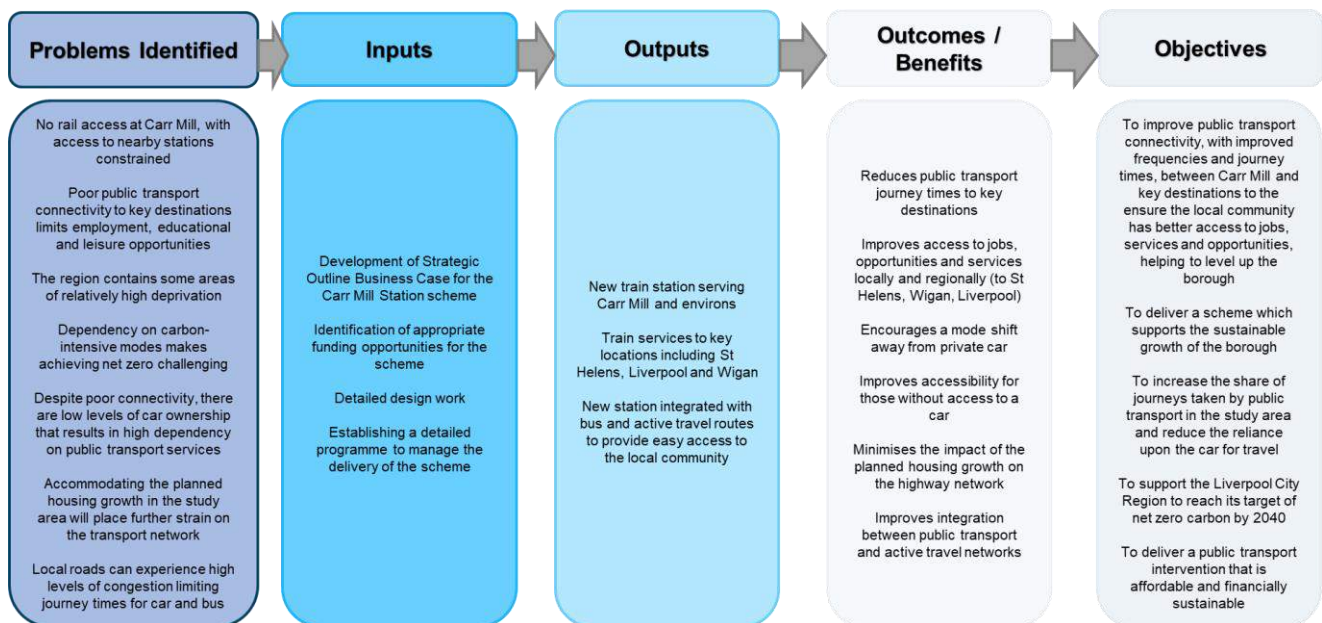 Problems Identified
No rail access at Carr Mill, with
access to nearby stations
constrained
Poor public transport
connectivity to key destinations
limits employment, educational
and leisure opportunities
The region contains some areas
of relatively high deprivation
Dependency on carbon-
intensive modes makes
achieving net zero challenging
Despite poor connectivity, there
are low levels of car ownership
that results in high dependency
on public transport services
Accommodating the planned
housing growth in the study
area will place further strain on
the transport network
Local roads can experience high
levels of congestion limiting
journey times for car and bus
Inputs
Development of Strategic
Outline Business Case for the
Carr Mill Station scheme
Identification of appropriate
funding opportunities for the
scheme
Detailed design work
Establishing a detailed
programme to manage the
delivery of the scheme
Outputs
New train station serving
Carr Mill and environs
Train services to key
locations including St
Helens, Liverpool and Wigan
New station integrated with
bus and active travel routes
to provide easy access to
the local community
Outcomes /
Benefits
Reduces public transport
journey times to key
destinations
Improves access to jobs,
opportunities and services
locally and regionally (to St
Helens, Wigan, Liverpool)
Encourages a mode shift
away from private car
Improves accessibility for
those without access to a
car
Minimises the impact of the
planned housing growth on
the highway network
Improves integration
between public transport
and active travel networks
Objectives
To improve public transport
connectivity, with improved
frequencies and journey
times, between Carr Mill and
key destinations to the
ensure the local community
has better access to jobs,
services and opportunities,
helping to level up the
borough
To deliver a scheme which
supports the sustainable
growth of the borough
To increase the share of
journeys taken by public
transport in the study area
and reduce the reliance
upon the car for travel
To support the Liverpool City
Region to reach its target of
net zero carbon by 2040
To deliver a public transport
intervention that is
affordable and financially
sustainable